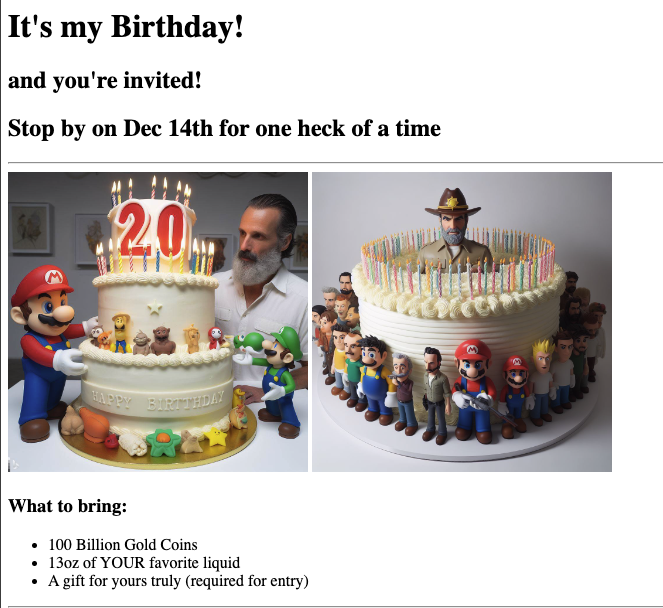 It's my Birthday!
and you're invited!
Stop by on Dec 14th for one heck of a time
20
M
M
M
HAPPY BIRTTHDAY
What to bring:
100 Billion Gold Coins
13oz of YOUR favorite liquid
A gift for yours truly (required for entry)